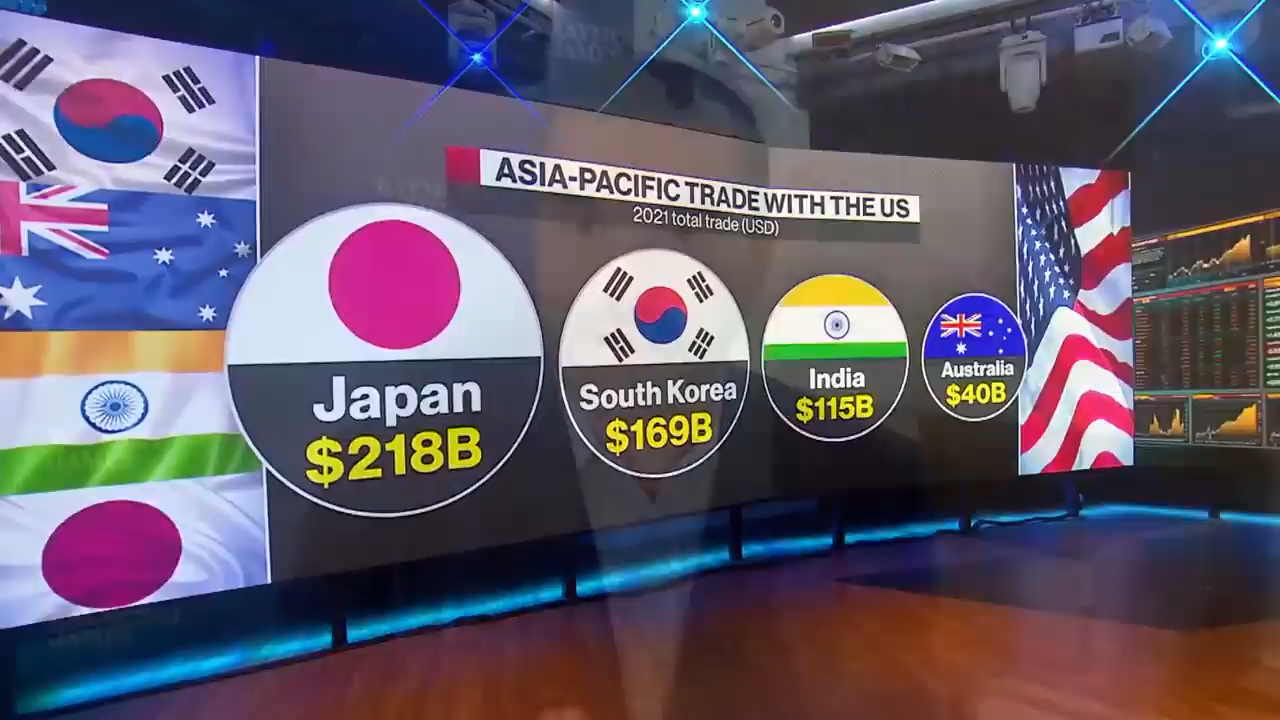 ASIA-PACIFIC TRADE WITH THE US
2021 total trade (USD)
Japan
$218B
South Korea
$169B
India
$115B
Australia
$40B